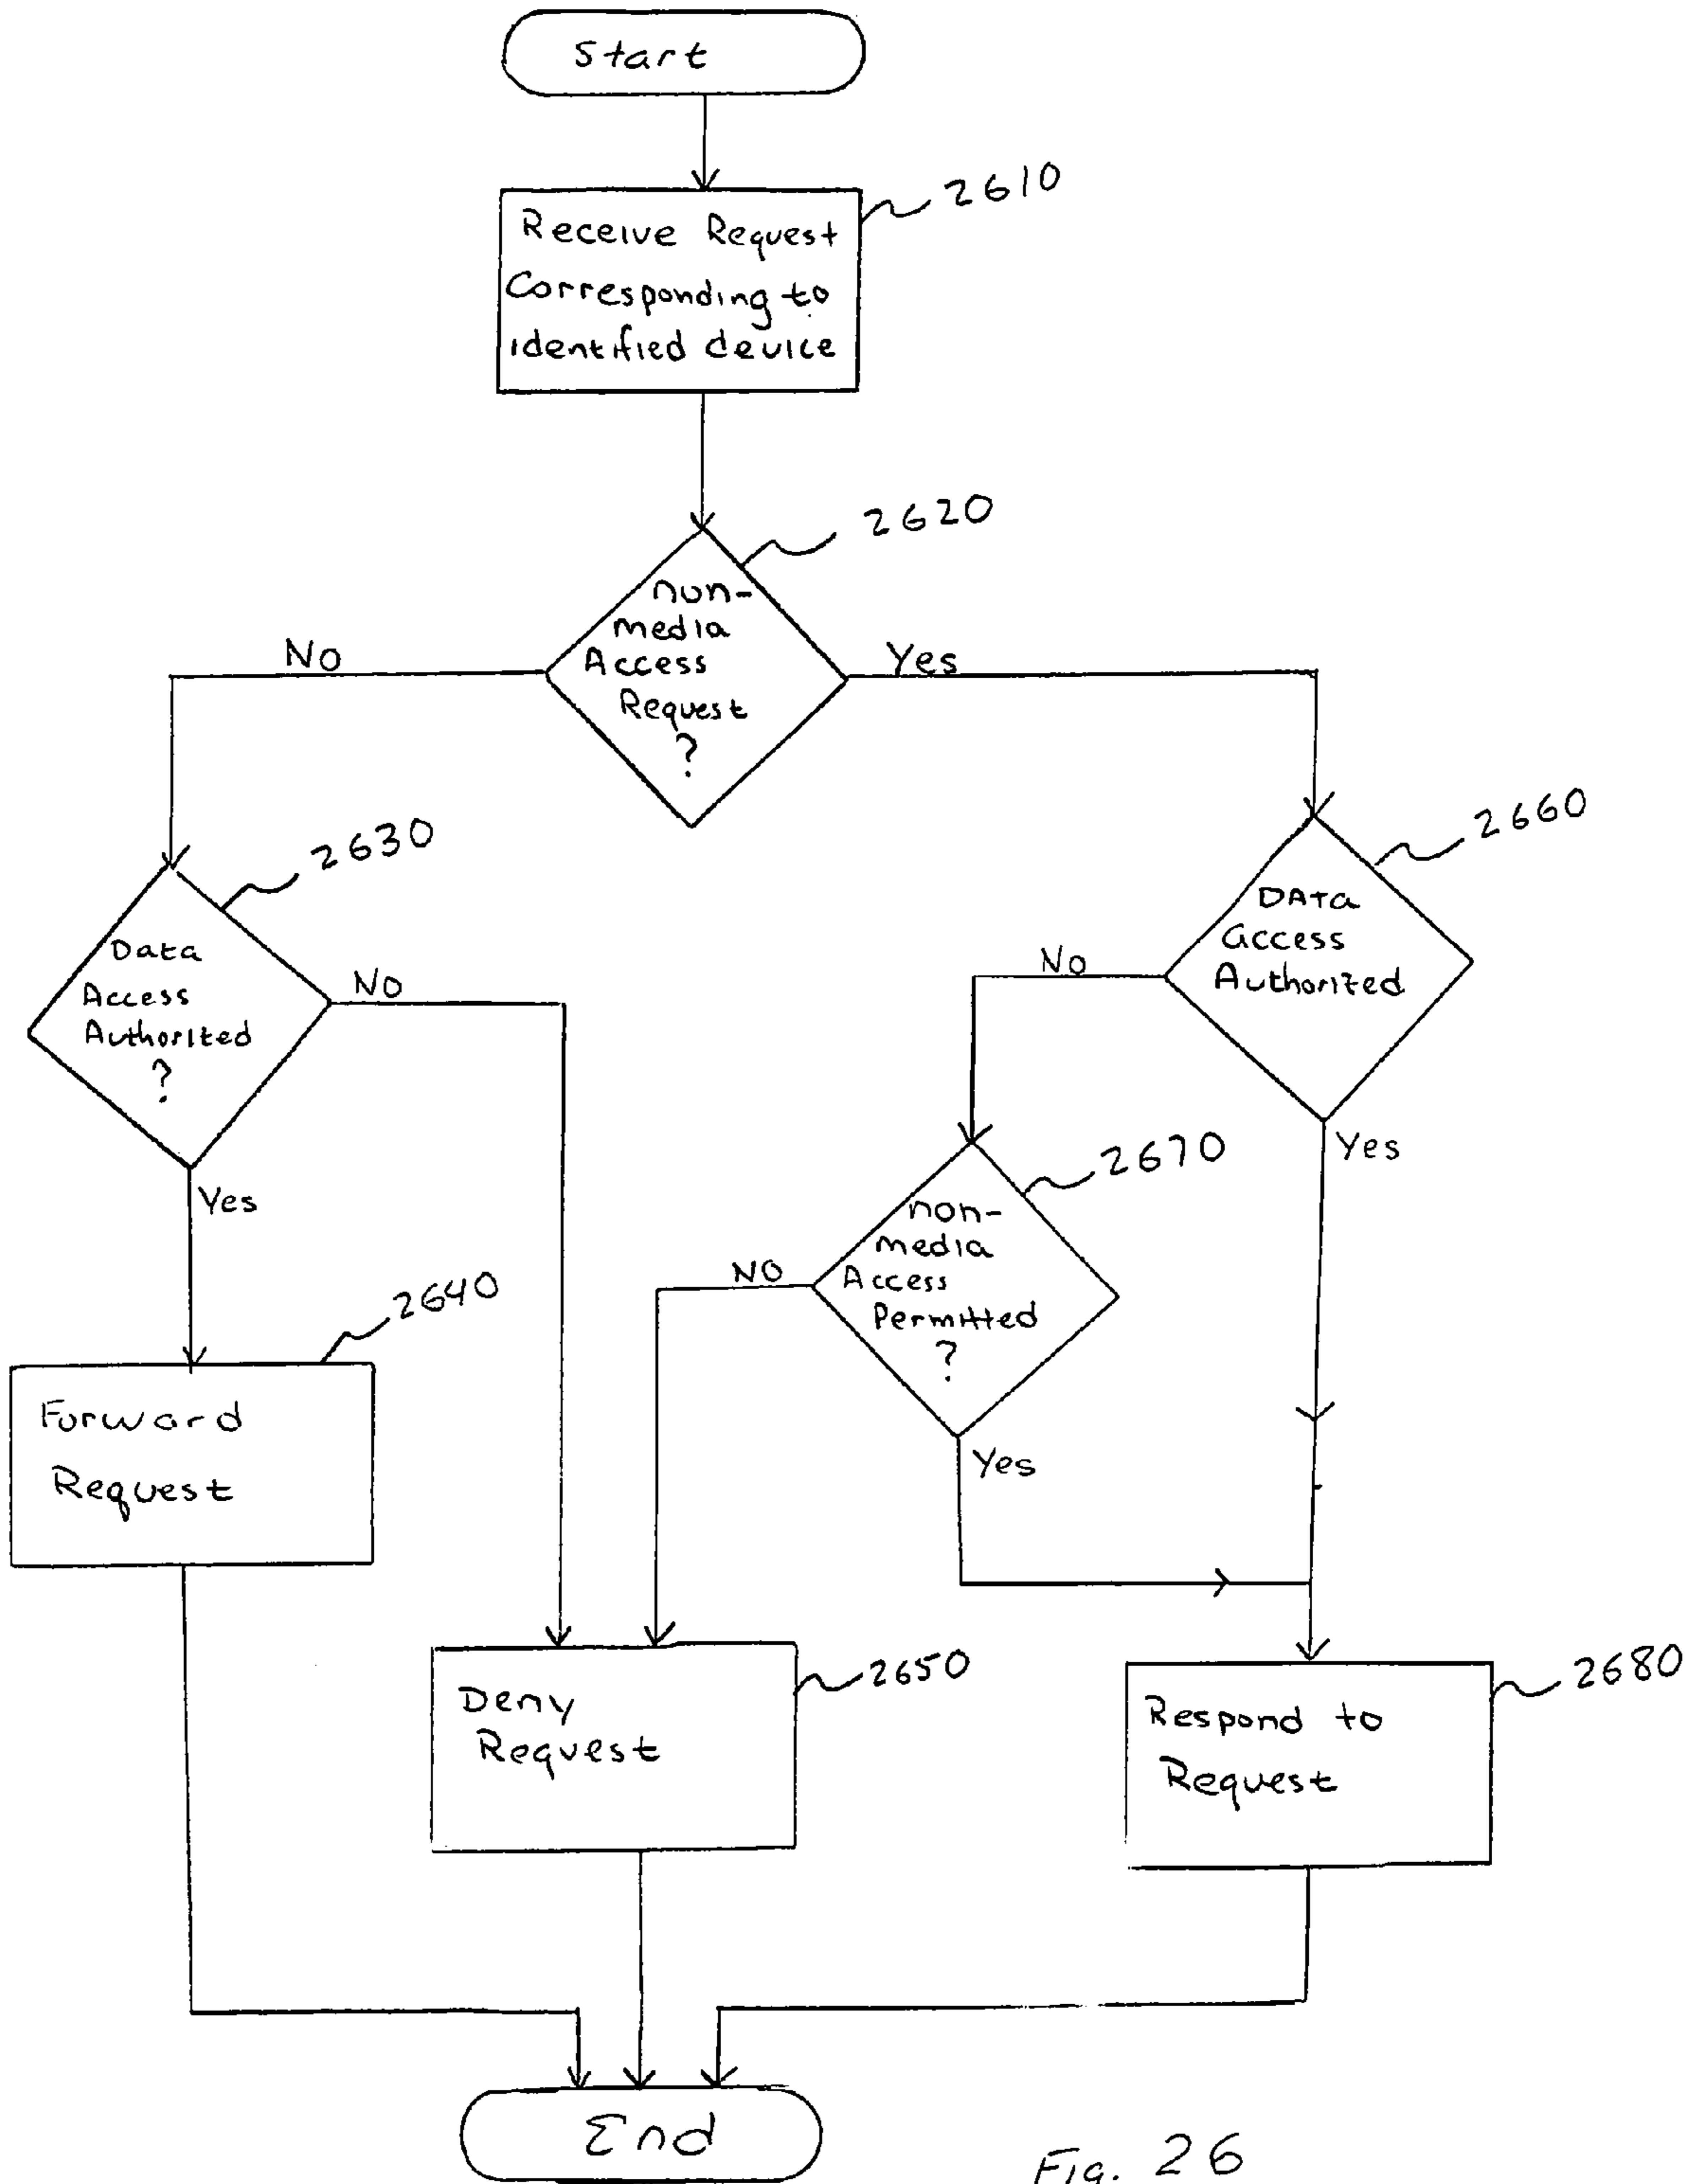 Start
2610
Receive Request
Corresponding to
identified device
2620
non-
media
Access
Request
?
No
Yes
2630
Data
Access
Authorized
?
No
Yes
2660
Data
access
Authorized
No
Yes
2670
non-
media
Access
Permitted
?
No
Yes
2640
Forward
Request
2650
Deny
Request
2680
Respond to
Request
End
Fig. 26